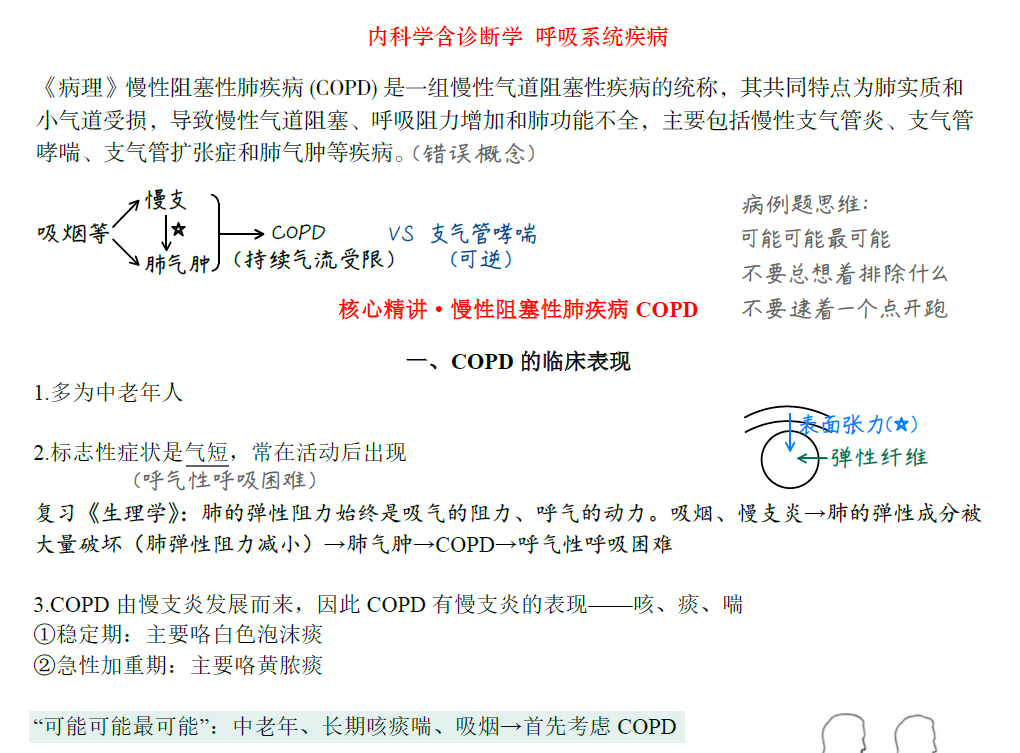 内科学含诊断学 呼吸系统疾病
《病理》慢性阻塞性肺疾病 (COPD) 是一组慢性气道阻塞性疾病的统称，其共同特点为肺实质和
小气道受损，导致慢性气道阻塞、呼吸阻力增加和肺功能不全，主要包括慢性支气管炎、支气管
哮喘、支气管扩张症和肺气肿等疾病。（错误概念）
慢支
吸烟等 ☆ COPD VS 支气管哮喘
肺气肿 （持续气流受限） （可逆）
病例题思维：
可能可能最可能
不要总想着排除什么
不要逮着一个点开跑
核心精讲·慢性阻塞性肺疾病 COPD
一、COPD 的临床表现
1.多为中老年人
表面张力(☆)
弹性纤维
2.标志性症状是气短，常在活动后出现
（呼气性呼吸困难）
复习《生理学》：肺的弹性阻力始终是吸气的阻力、呼气的动力。吸烟、慢支炎→肺的弹性成分被
大量破坏（肺弹性阻力减小）→肺气肿→COPD→呼气性呼吸困难
3.COPD 由慢支炎发展而来，因此 COPD 有慢支炎的表现——咳、痰、喘
①稳定期：主要咯白色泡沫痰
②急性加重期：主要咯黄脓痰
“可能可能最可能”：中老年、长期咳痰喘、吸烟→首先考虑 COPD